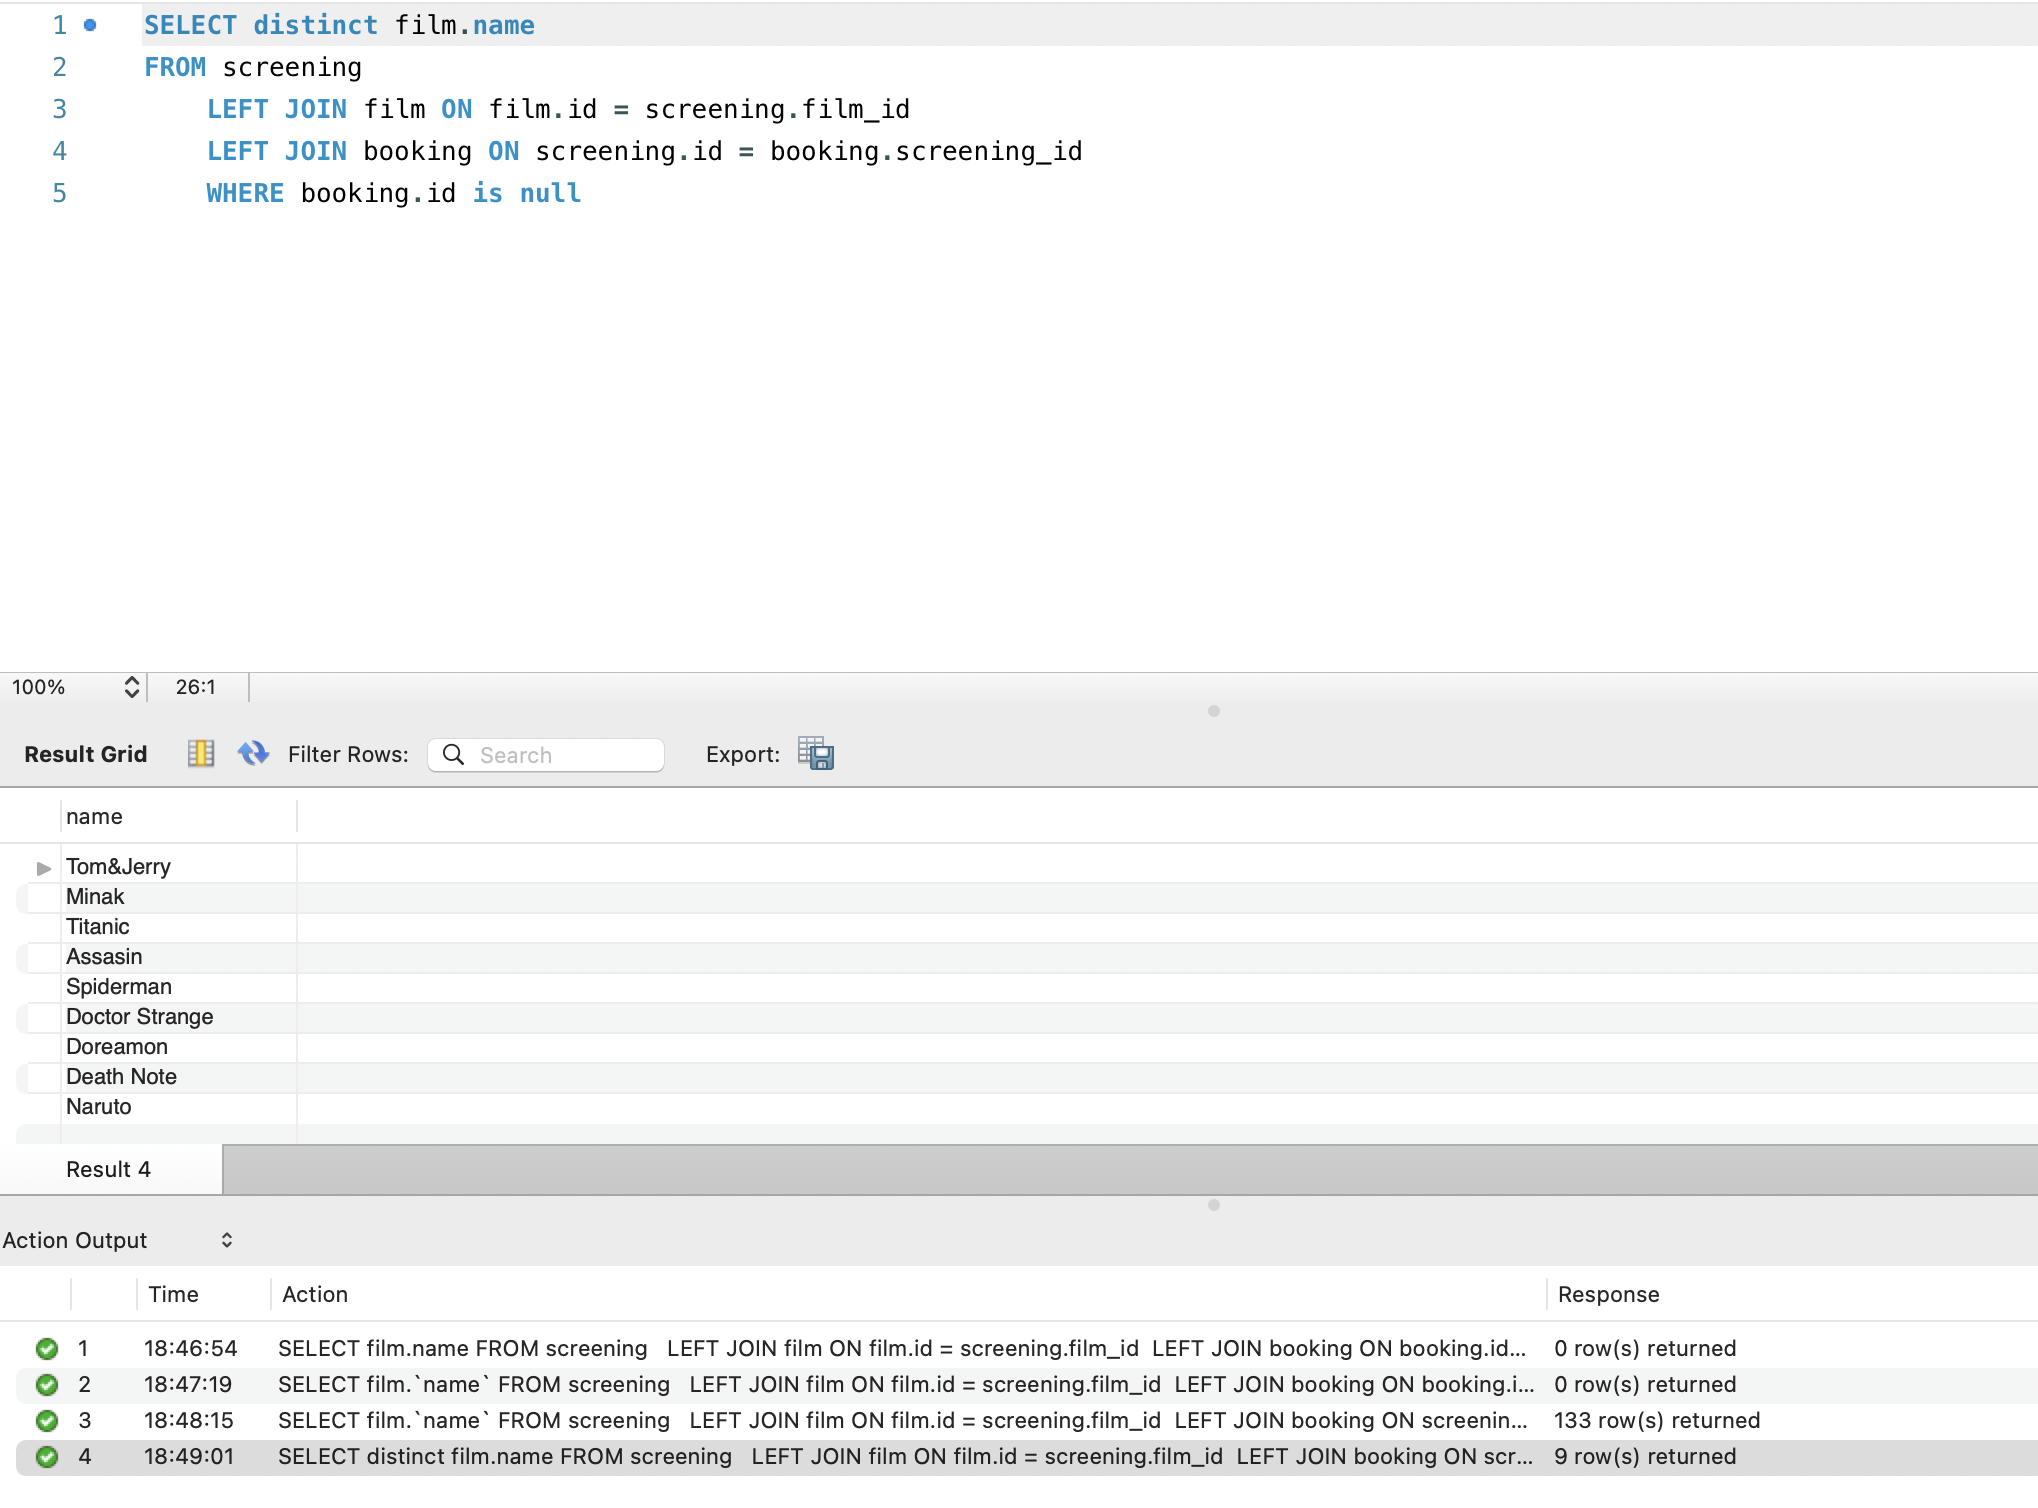 1 SELECT distinct film.name
2 FROM screening
3 LEFT JOIN film ON film.id = screening.film_id
4 LEFT JOIN booking ON screening.id = booking.screening_id
5 WHERE booking.id is null
100% 26:1
Result Grid Filter Rows: Search Export:
name
Tom&Jerry
Minak
Titanic
Assasin
Spiderman
Doctor Strange
Doreamon
Death Note
Naruto
Result 4
Action Output
Time Action Response
1 18:46:54 SELECT film.name FROM screening LEFT JOIN film ON film.id = screening.film_id LEFT JOIN booking ON booking.id... 0 row(s) returned
2 18:47:19 SELECT film.`name` FROM screening LEFT JOIN film ON film.id = screening.film_id LEFT JOIN booking ON booking.i... 0 row(s) returned
3 18:48:15 SELECT film.`name` FROM screening LEFT JOIN film ON film.id = screening.film_id LEFT JOIN booking ON screenin... 133 row(s) returned
4 18:49:01 SELECT distinct film.name FROM screening LEFT JOIN film ON film.id = screening.film_id LEFT JOIN booking ON scr... 9 row(s) returned